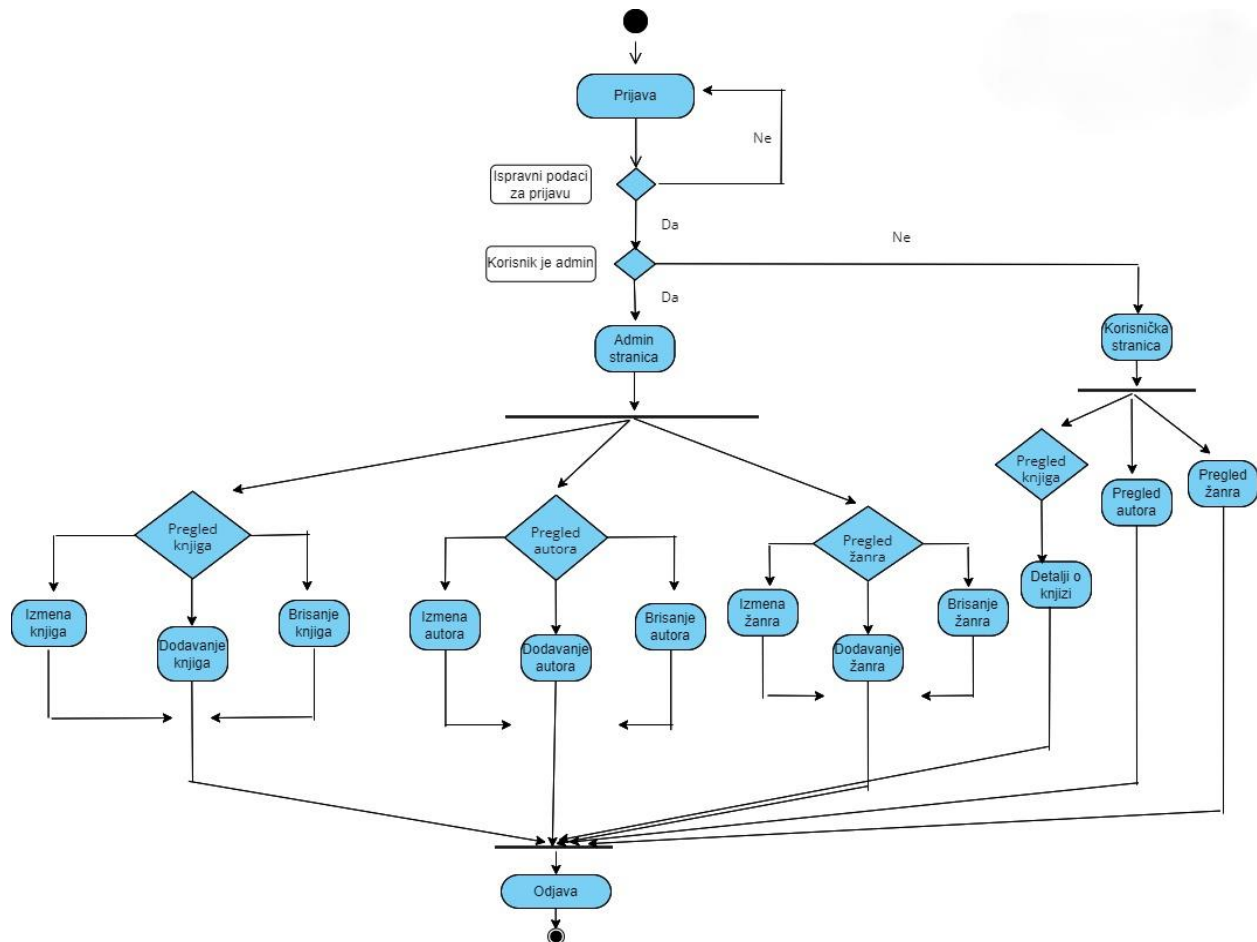 Prijava
Ne
Ispravni podaci
za prijavu
Da
Ne
Korisnik je admin
Da
Admin
stranica
Korisnička
stranica
Pregled
knjiga
Pregled
autora
Pregled
žanra
Pregled
knjiga
Pregled
autora
Pregled
žanra
Izmena
knjiga
Dodavanje
knjiga
Brisanje
knjiga
Izmena
autora
Dodavanje
autora
Brisanje
autora
Izmena
žanra
Dodavanje
žanra
Brisanje
žanra
Detalji o
knjizi
Odjava